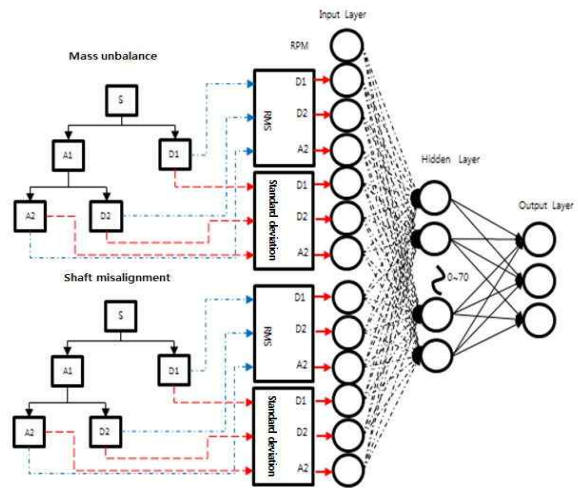 Input Layer
RPM
Mass unbalance
S
A1
D1
A2
D2
RMS
D1
D2
A2
Standard deviation
D1
D2
A2
Hidden Layer
Output Layer
0~70
Shaft misalignment
S
A1
D1
A2
D2
RMS
D1
D2
A2
Standard deviation
D1
D2
A2